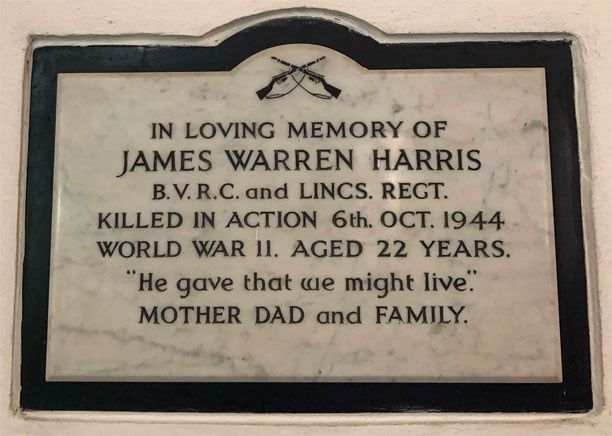 IN LOVING MEMORY OF
JAMES WARREN HARRIS
B.V.R.C. and LINCS. REGT.
KILLED IN ACTION 6th. OCT. 1944
WORLD WAR II. AGED 22 YEARS.
"He gave that we might live."
MOTHER DAD and FAMILY.